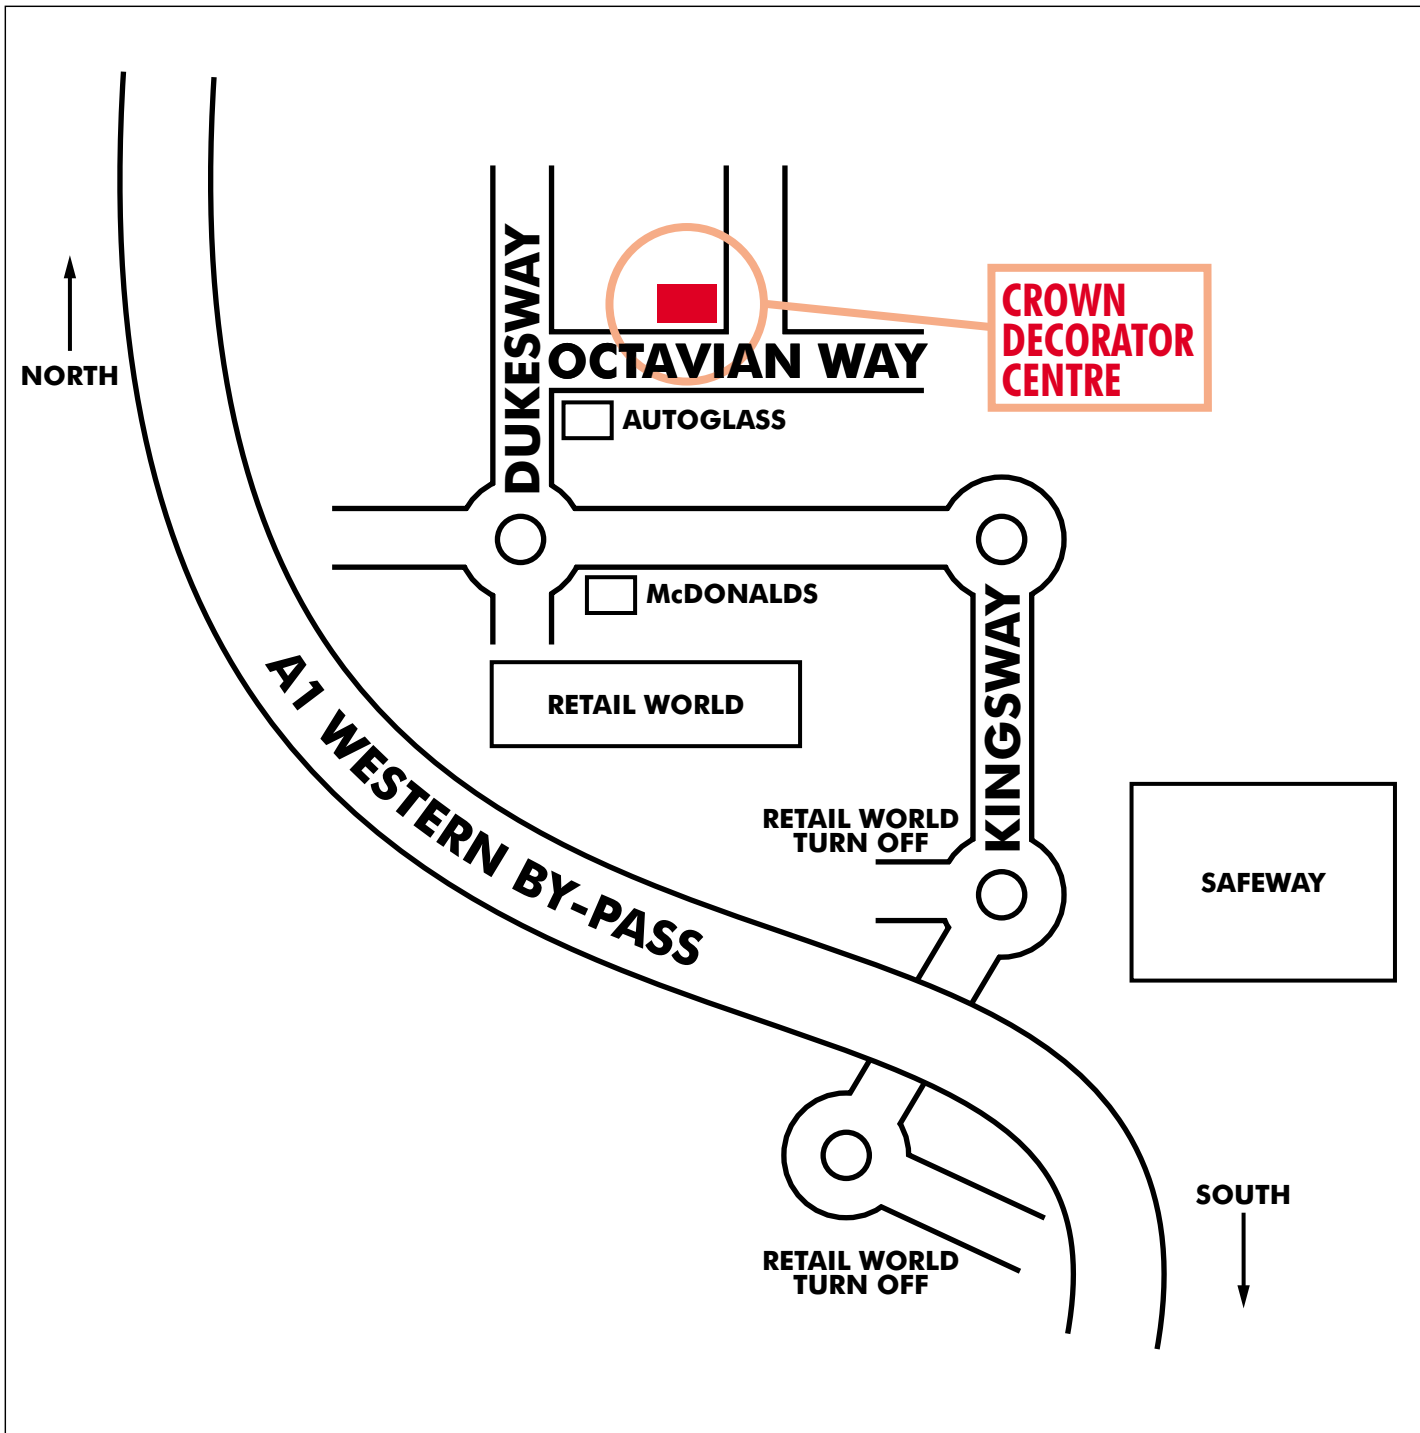 NORTH
DUKESWAY
OCTAVIAN WAY
CROWN
DECORATOR
CENTRE
AUTOGLASS
McDONALDS
KINGSWAY
RETAIL WORLD
A1 WESTERN BY-PASS
RETAIL WORLD
TURN OFF
SAFEWAY
SOUTH
RETAIL WORLD
TURN OFF